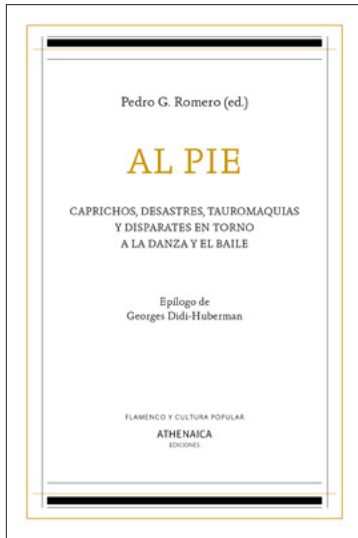 Pedro G. Romero (ed.)
AL PIE
CAPRICHOS, DESASTRES, TAUROMAQUIAS
Y DISPARATES EN TORNO
A LA DANZA Y EL BAILE
Epílogo de
Georges Didi-Huberman
FLAMENCO Y CULTURA POPULAR
ATHENAICA
EDICIONES